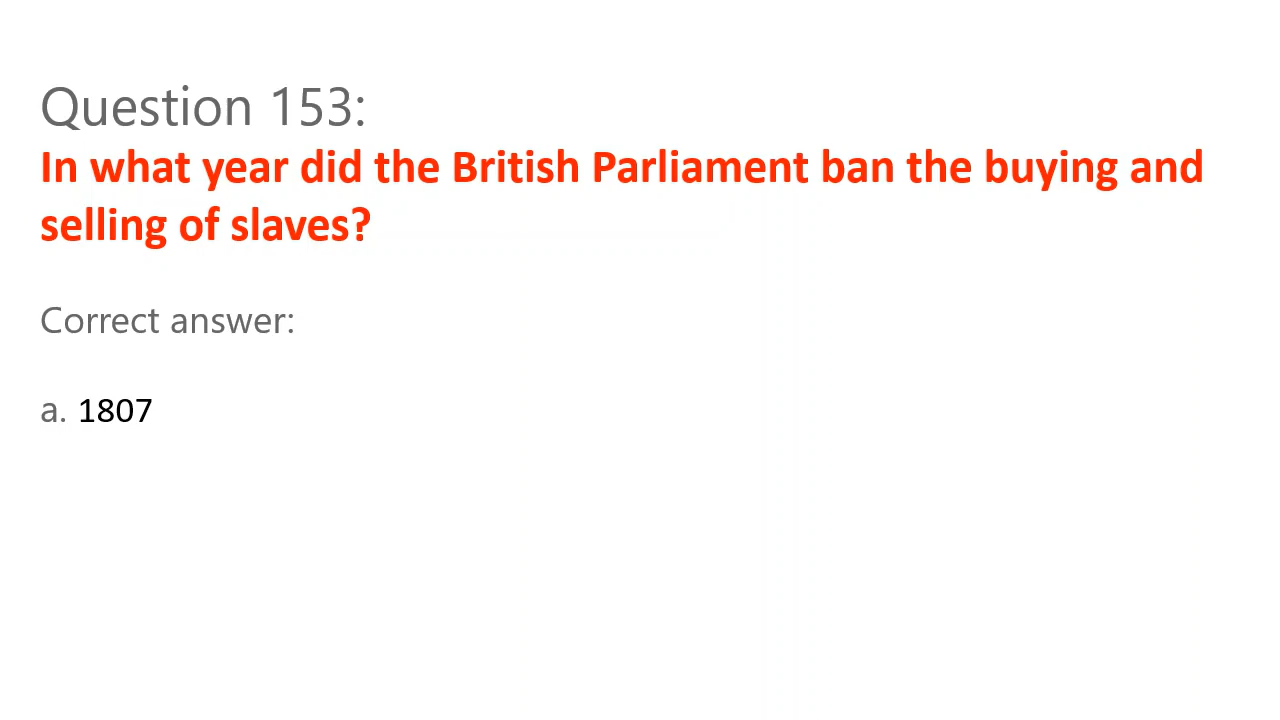 Question 153:
In what year did the British Parliament ban the buying and
selling of slaves?
Correct answer:
a. 1807